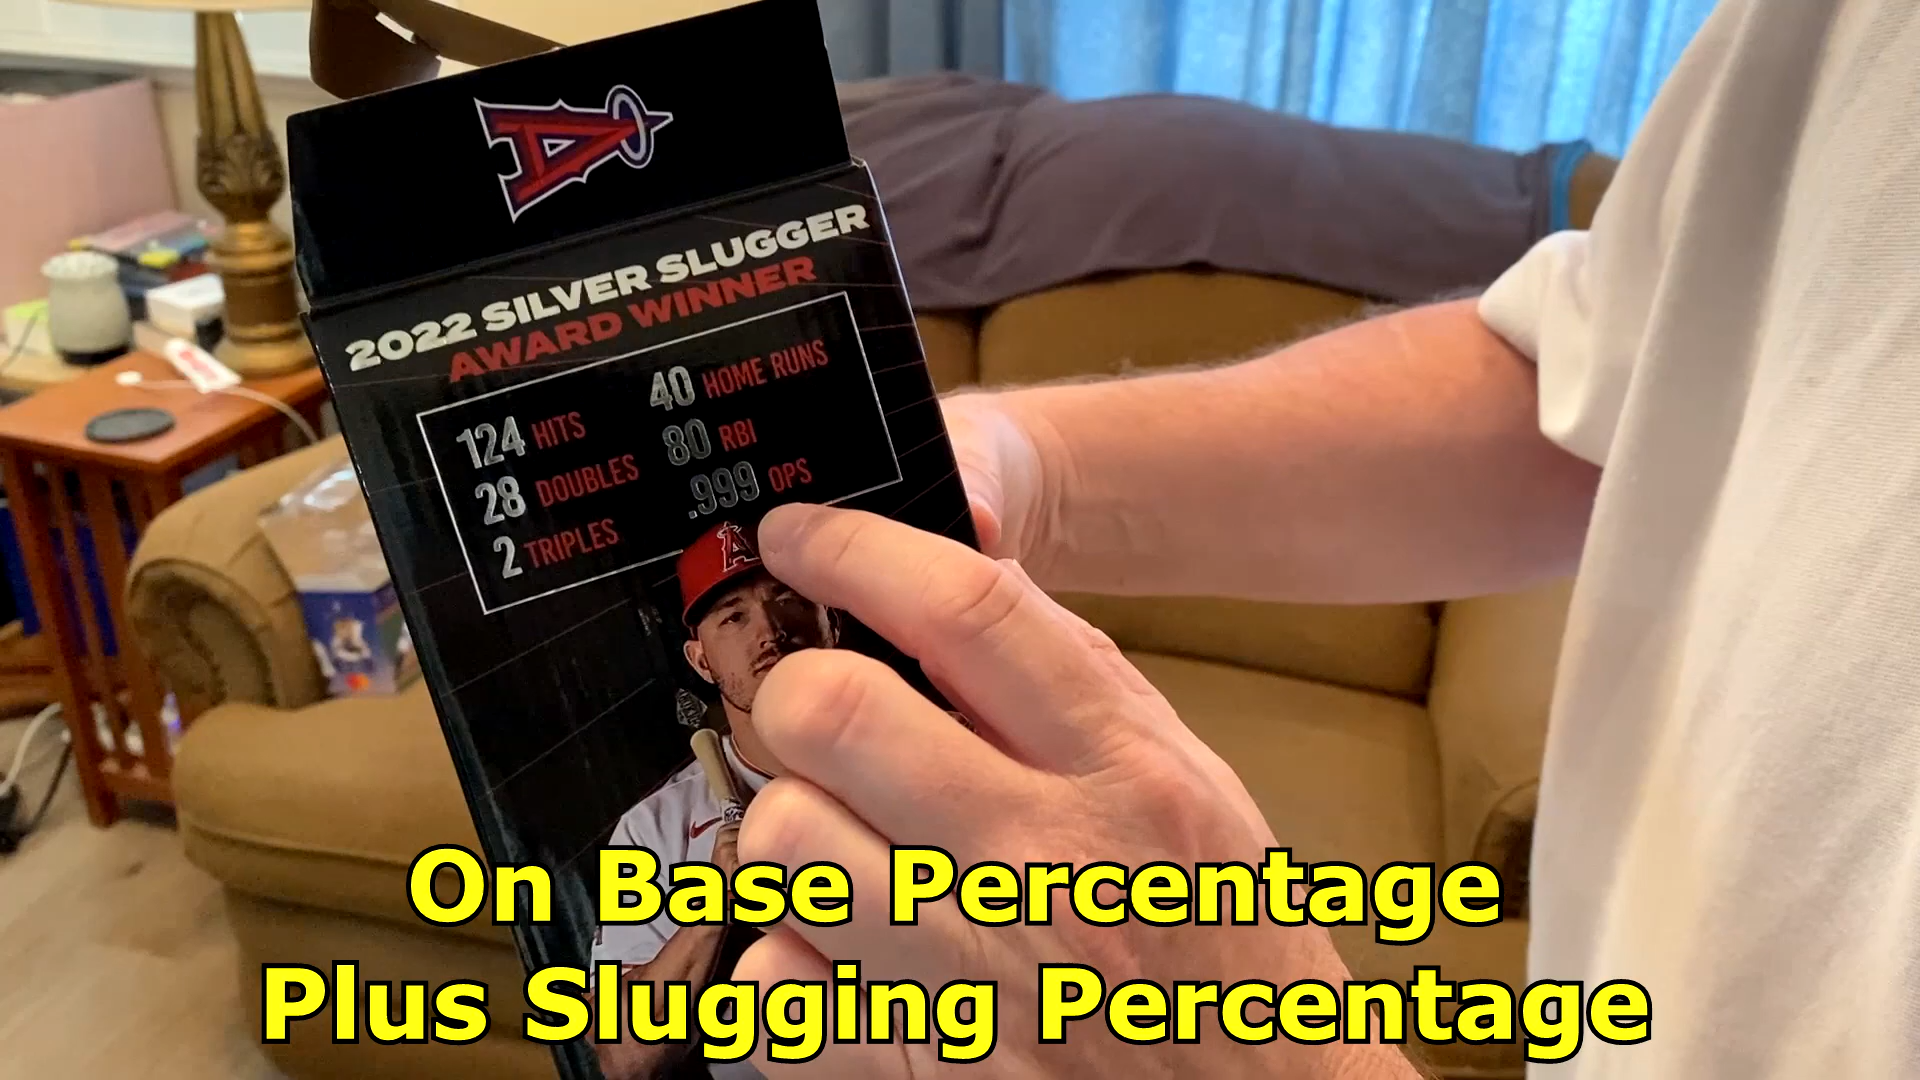 2022 SILVER SLUGGER
AWARD WINNER
124 HITS
28 DOUBLES
2 TRIPLES
40 HOME RUNS
80 RBI
.999 OPS
On Base Percentage
Plus Slugging Percentage